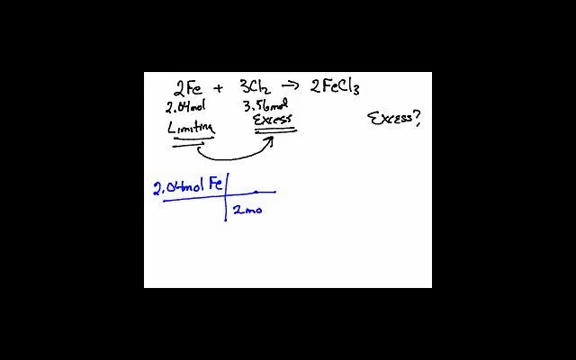 2Fe + 3Cl2 → 2FeCl3
2.04mol 3.56mol
Limiting Excess
Excess?
2.04mol Fe
2mo